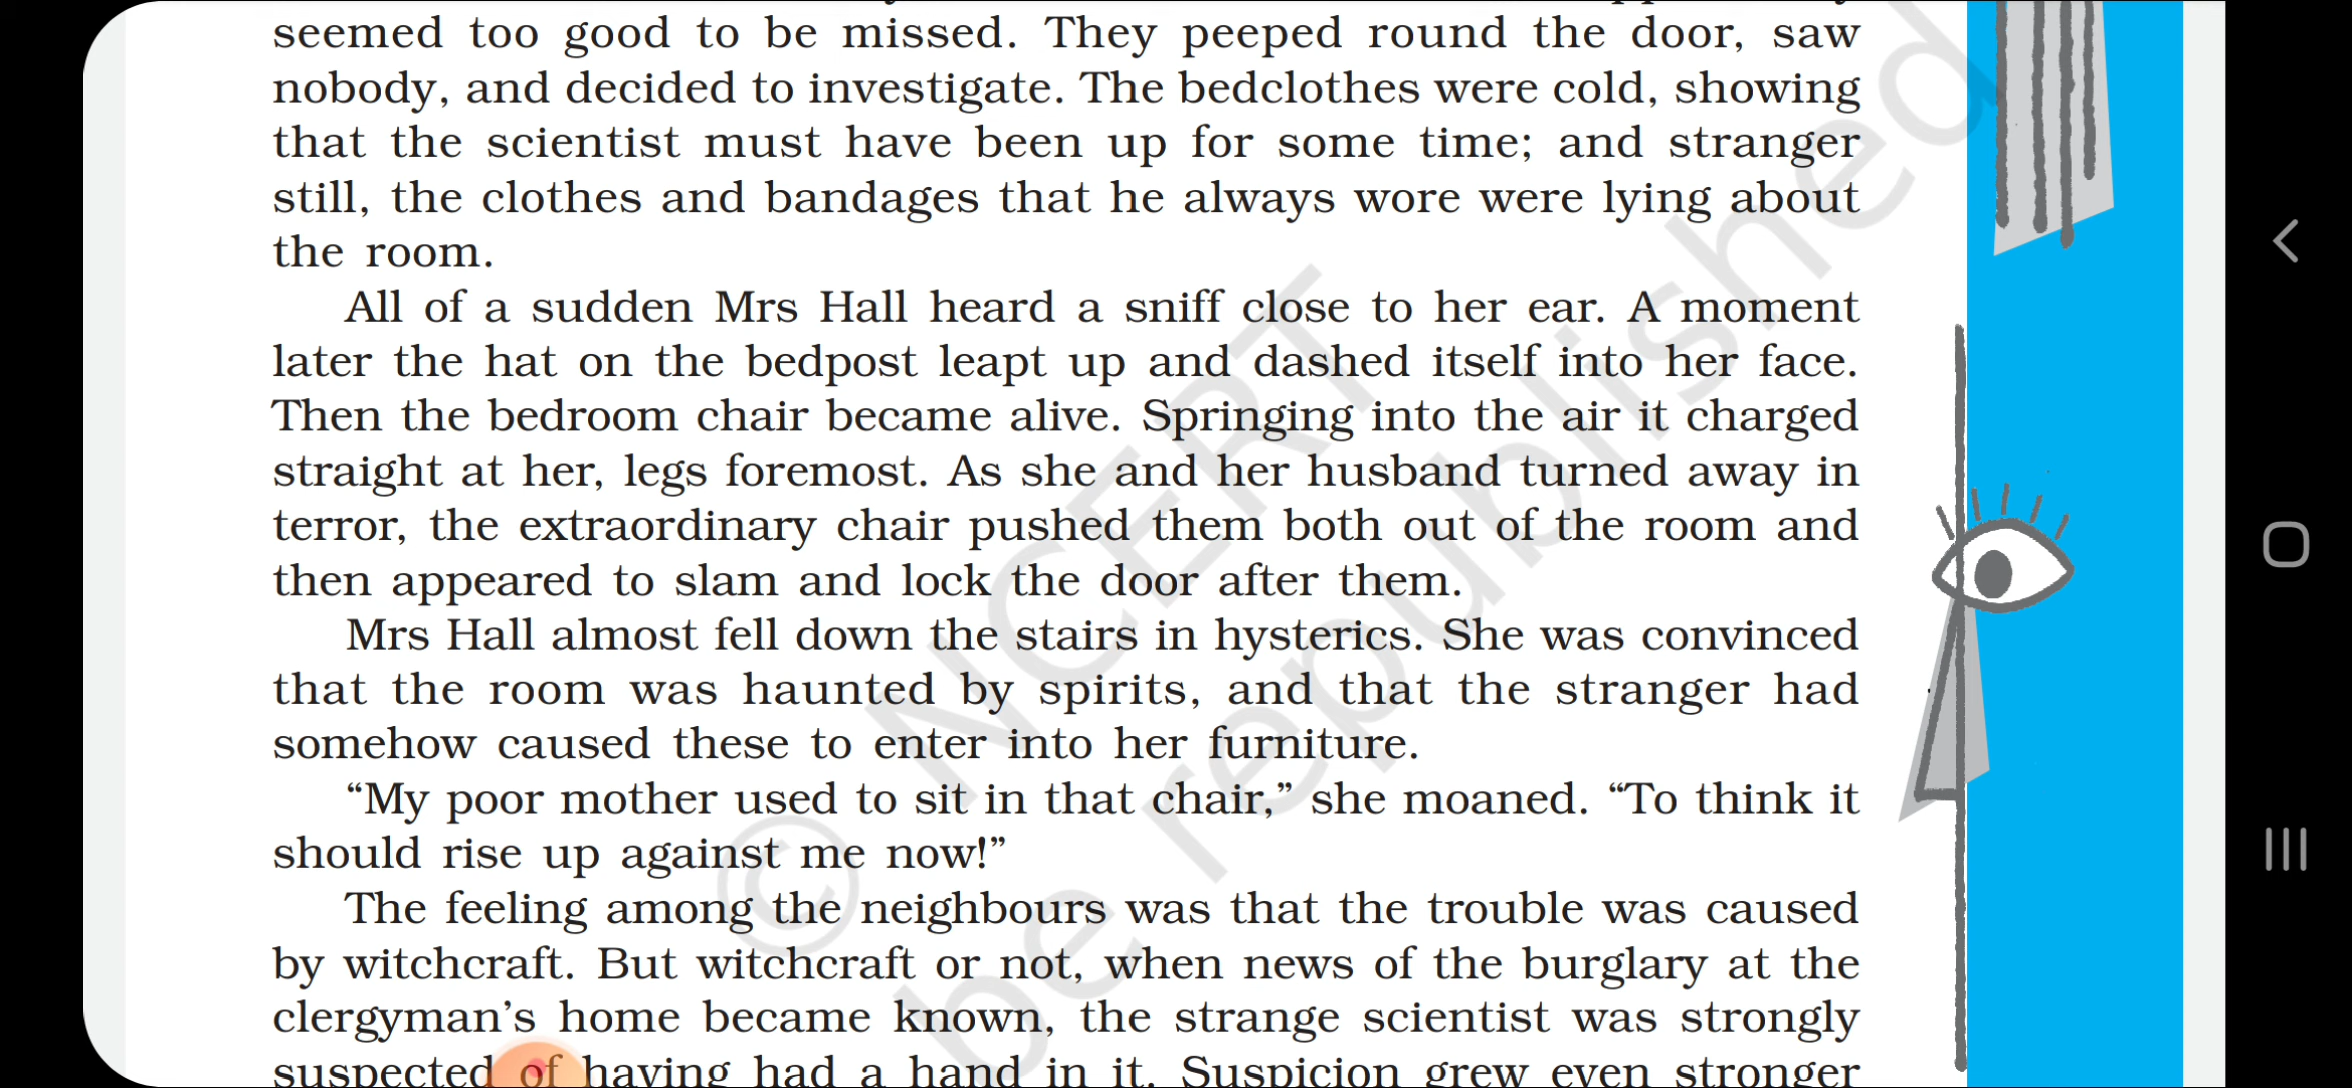 seemed too good to be missed. They peeped round the door, saw
nobody, and decided to investigate. The bedclothes were cold, showing
that the scientist must have been up for some time; and stranger
still, the clothes and bandages that he always wore were lying about
the room.
All of a sudden Mrs Hall heard a sniff close to her ear. A moment
later the hat on the bedpost leapt up and dashed itself into her face.
Then the bedroom chair became alive. Springing into the air it charged
straight at her, legs foremost. As she and her husband turned away in
terror, the extraordinary chair pushed them both out of the room and
then appeared to slam and lock the door after them.
Mrs Hall almost fell down the stairs in hysterics. She was convinced
that the room was haunted by spirits, and that the stranger had
somehow caused these to enter into her furniture.
“My poor mother used to sit in that chair,” she moaned. “To think it
should rise up against me now!”
The feeling among the neighbours was that the trouble was caused
by witchcraft. But witchcraft or not, when news of the burglary at the
clergyman’s home became known, the strange scientist was strongly
suspected of having had a hand in it. Suspicion grew even stronger
© NCERT
be republished